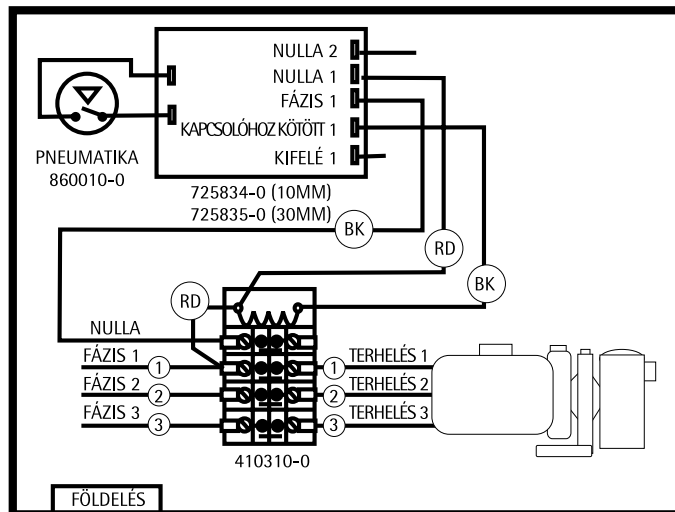 NULLA 2
NULLA 1
FÁZIS 1
KAPCSOLÓHOZ KÖTÖTT 1
KIFELÉ 1
PNEUMATIKA
860010-0
725834-0 (10MM)
725835-0 (30MM)
BK
RD
BK
RD
NULLA
FÁZIS 1
1
1
TERHELÉS 1
FÁZIS 2
2
2
TERHELÉS 2
FÁZIS 3
3
3
TERHELÉS 3
410310-0
FÖLDELÉS